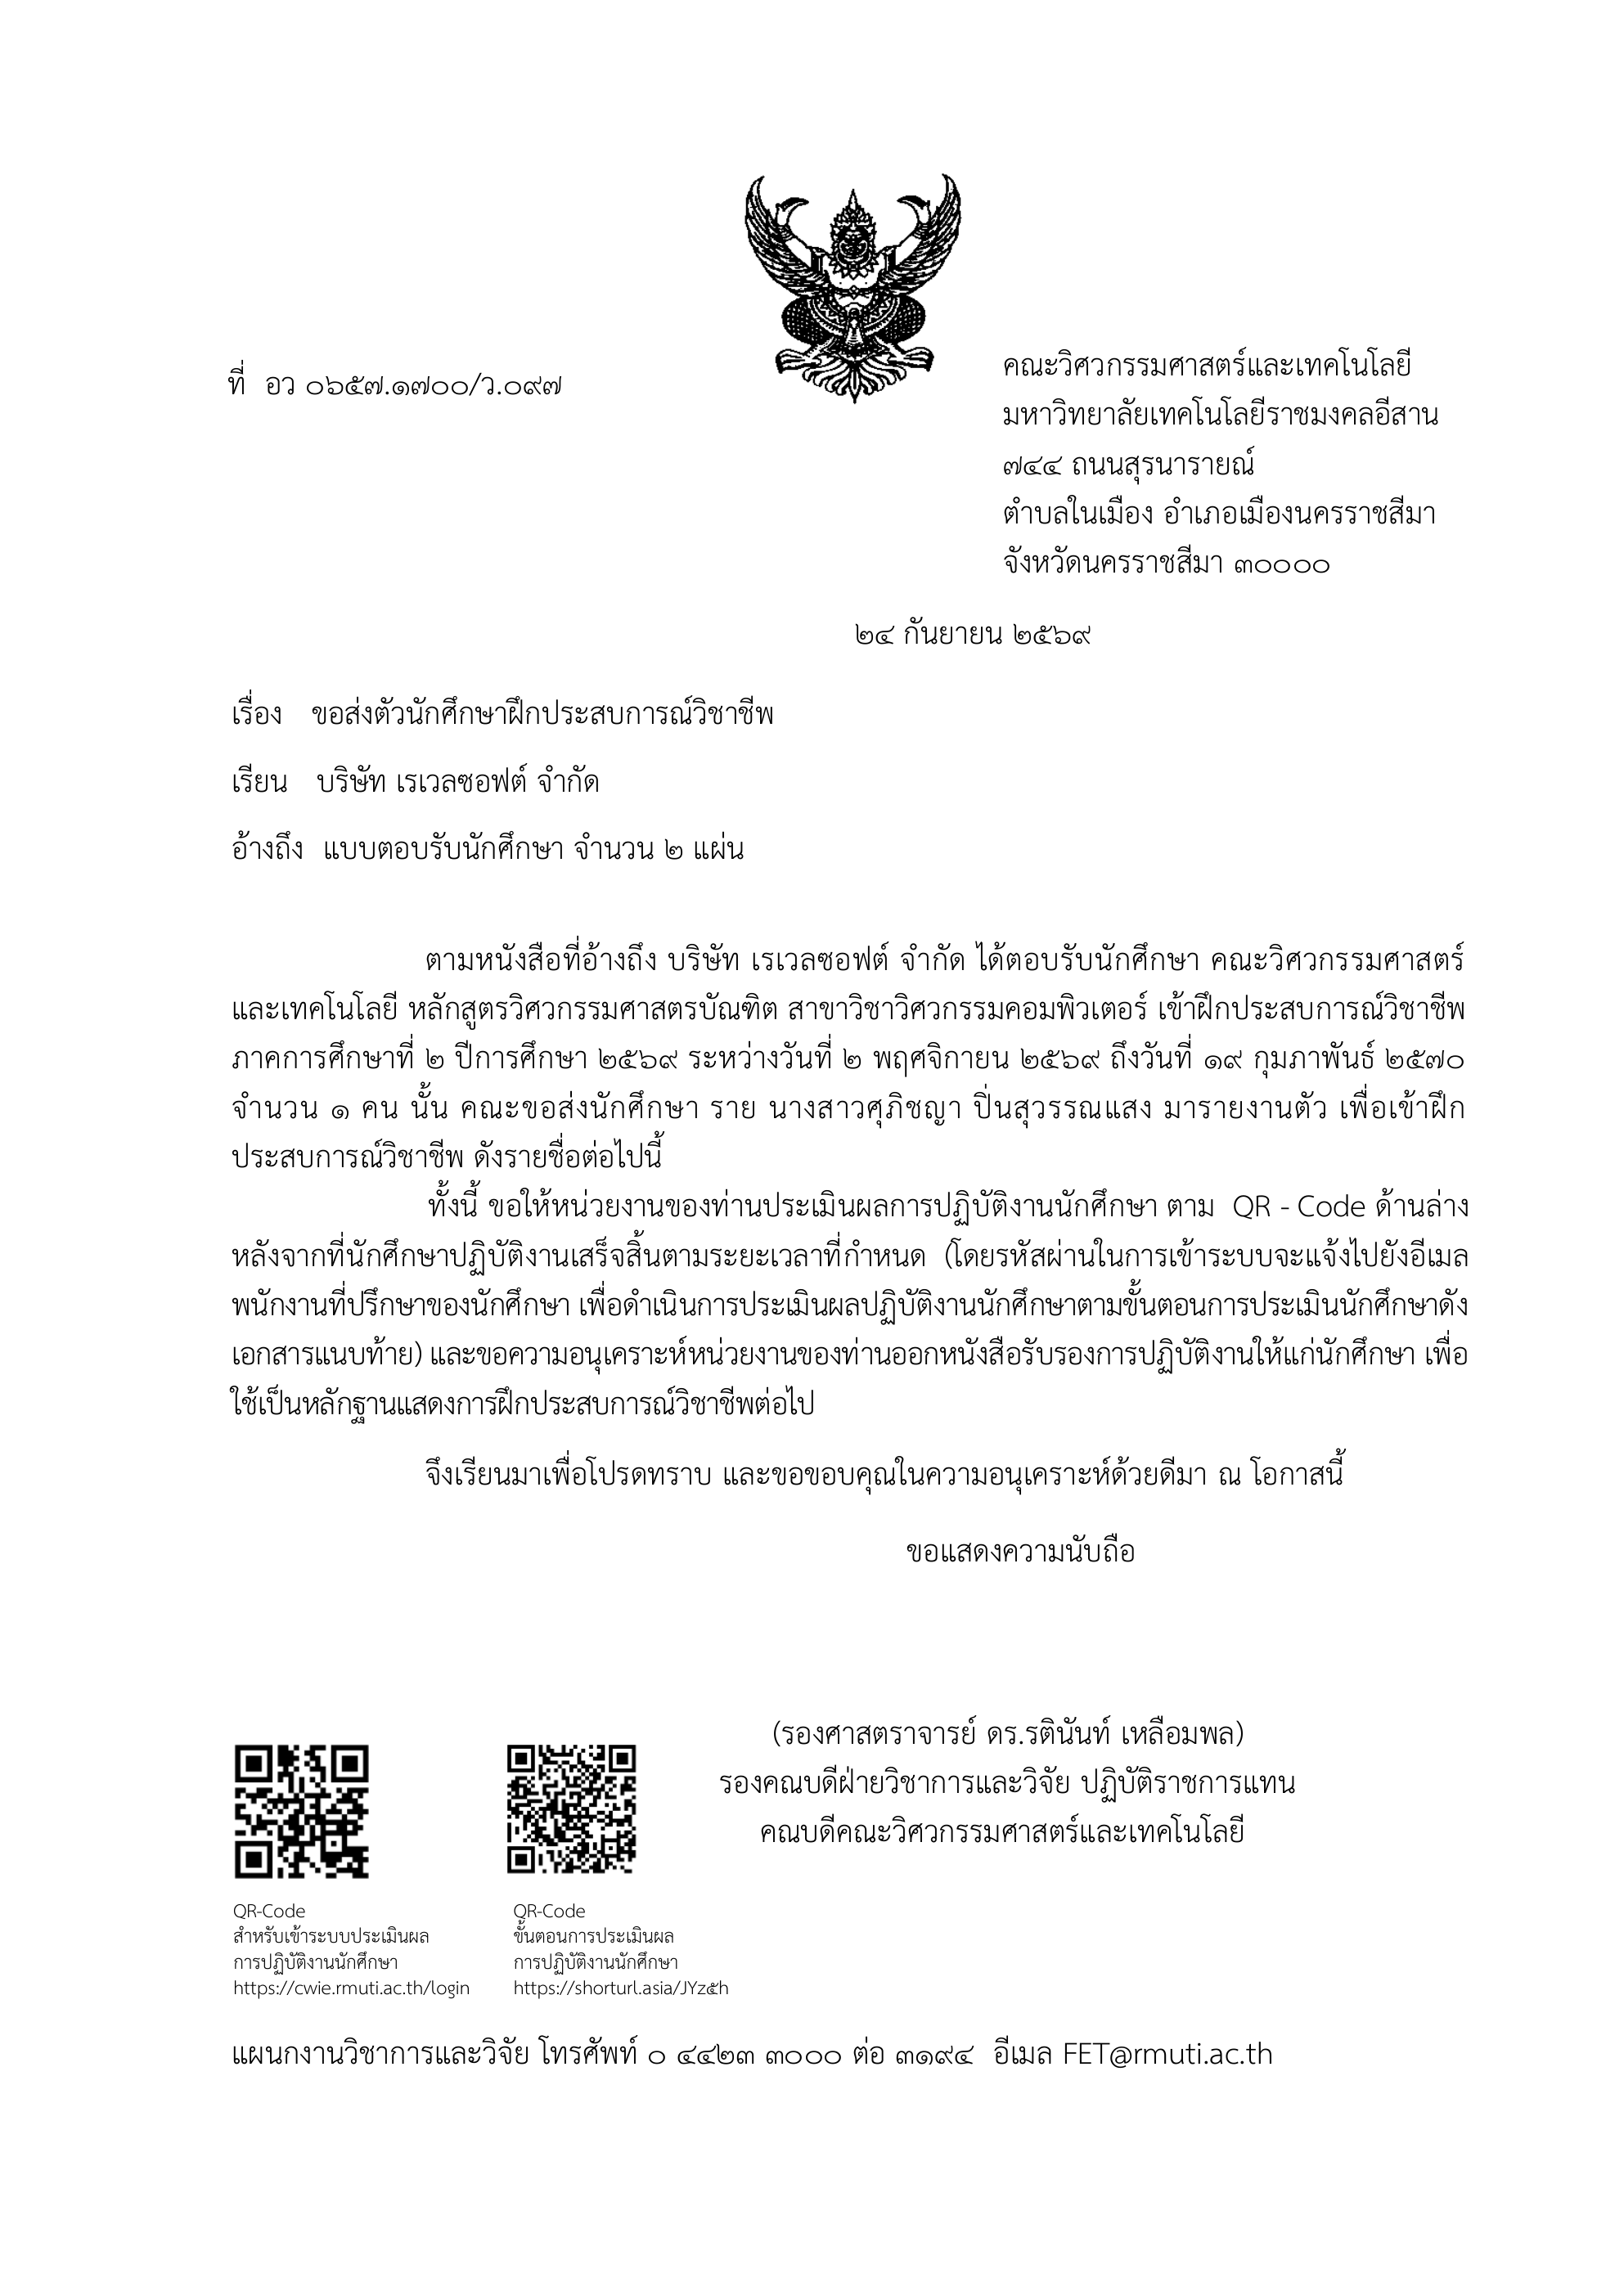 ที่ อว ๐๖๕๗.๑๗๐๐/ว.๐๙๗
คณะวิศวกรรมศาสตร์และเทคโนโลยี
มหาวิทยาลัยเทคโนโลยีราชมงคลอีสาน
๗๔๔ ถนนสุรนารายณ์
ตำบลในเมือง อำเภอเมืองนครราชสีมา
จังหวัดนครราชสีมา ๓๐๐๐๐
๒๔ กันยายน ๒๕๖๙
เรื่อง ขอส่งตัวนักศึกษาฝึกประสบการณ์วิชาชีพ
เรียน บริษัท เรเวลซอฟต์ จำกัด
อ้างถึง แบบตอบรับนักศึกษา จำนวน ๒ แผ่น
ตามหนังสือที่อ้างถึง บริษัท เรเวลซอฟต์ จำกัด ได้ตอบรับนักศึกษา คณะวิศวกรรมศาสตร์
และเทคโนโลยี หลักสูตรวิศวกรรมศาสตรบัณฑิต สาขาวิชาวิศวกรรมคอมพิวเตอร์ เข้าฝึกประสบการณ์วิชาชีพ
ภาคการศึกษาที่ ๒ ปีการศึกษา ๒๕๖๙ ระหว่างวันที่ ๒ พฤศจิกายน ๒๕๖๙ ถึงวันที่ ๑๙ กุมภาพันธ์ ๒๕๗๐
จำนวน ๑ คน นั้น คณะขอส่งนักศึกษา ราย นางสาวศุภิชญา ปิ่นสุวรรณแสง มารายงานตัว เพื่อเข้าฝึก
ประสบการณ์วิชาชีพ ดังรายชื่อต่อไปนี้
ทั้งนี้ ขอให้หน่วยงานของท่านประเมินผลการปฏิบัติงานนักศึกษา ตาม QR - Code ด้านล่าง
หลังจากที่นักศึกษาปฏิบัติงานเสร็จสิ้นตามระยะเวลาที่กำหนด (โดยรหัสผ่านในการเข้าระบบจะแจ้งไปยังอีเมล
พนักงานที่ปรึกษาของนักศึกษา เพื่อดำเนินการประเมินผลปฏิบัติงานนักศึกษาตามขั้นตอนการประเมินนักศึกษาดัง
เอกสารแนบท้าย) และขอความอนุเคราะห์หน่วยงานของท่านออกหนังสือรับรองการปฏิบัติงานให้แก่นักศึกษา เพื่อ
ใช้เป็นหลักฐานแสดงการฝึกประสบการณ์วิชาชีพต่อไป
จึงเรียนมาเพื่อโปรดทราบ และขอขอบคุณในความอนุเคราะห์ด้วยดีมา ณ โอกาสนี้
ขอแสดงความนับถือ
(รองศาสตราจารย์ ดร.รตินันท์ เหลือมพล)
รองคณบดีฝ่ายวิชาการและวิจัย ปฏิบัติราชการแทน
คณบดีคณะวิศวกรรมศาสตร์และเทคโนโลยี
QR-Code
สำหรับเข้าระบบประเมินผล
การปฏิบัติงานนักศึกษา
https://cwie.rmuti.ac.th/login
QR-Code
ขั้นตอนการประเมินผล
การปฏิบัติงานนักศึกษา
https://shorturl.asia/JYz๕h
แผนกงานวิชาการและวิจัย โทรศัพท์ ๐ ๔๔๒๓ ๓๐๐๐ ต่อ ๓๑๙๔ อีเมล FET@rmuti.ac.th